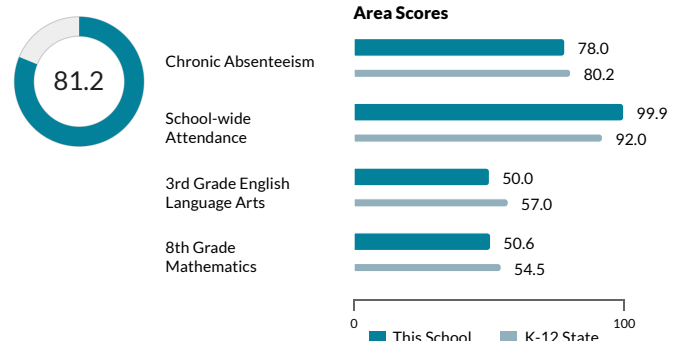 Area Scores
81.2
Chronic Absenteeism
78.0
80.2
School-wide
Attendance
99.9
92.0
3rd Grade English
Language Arts
50.0
57.0
8th Grade
Mathematics
50.6
54.5
0
100
This School
K-12 State